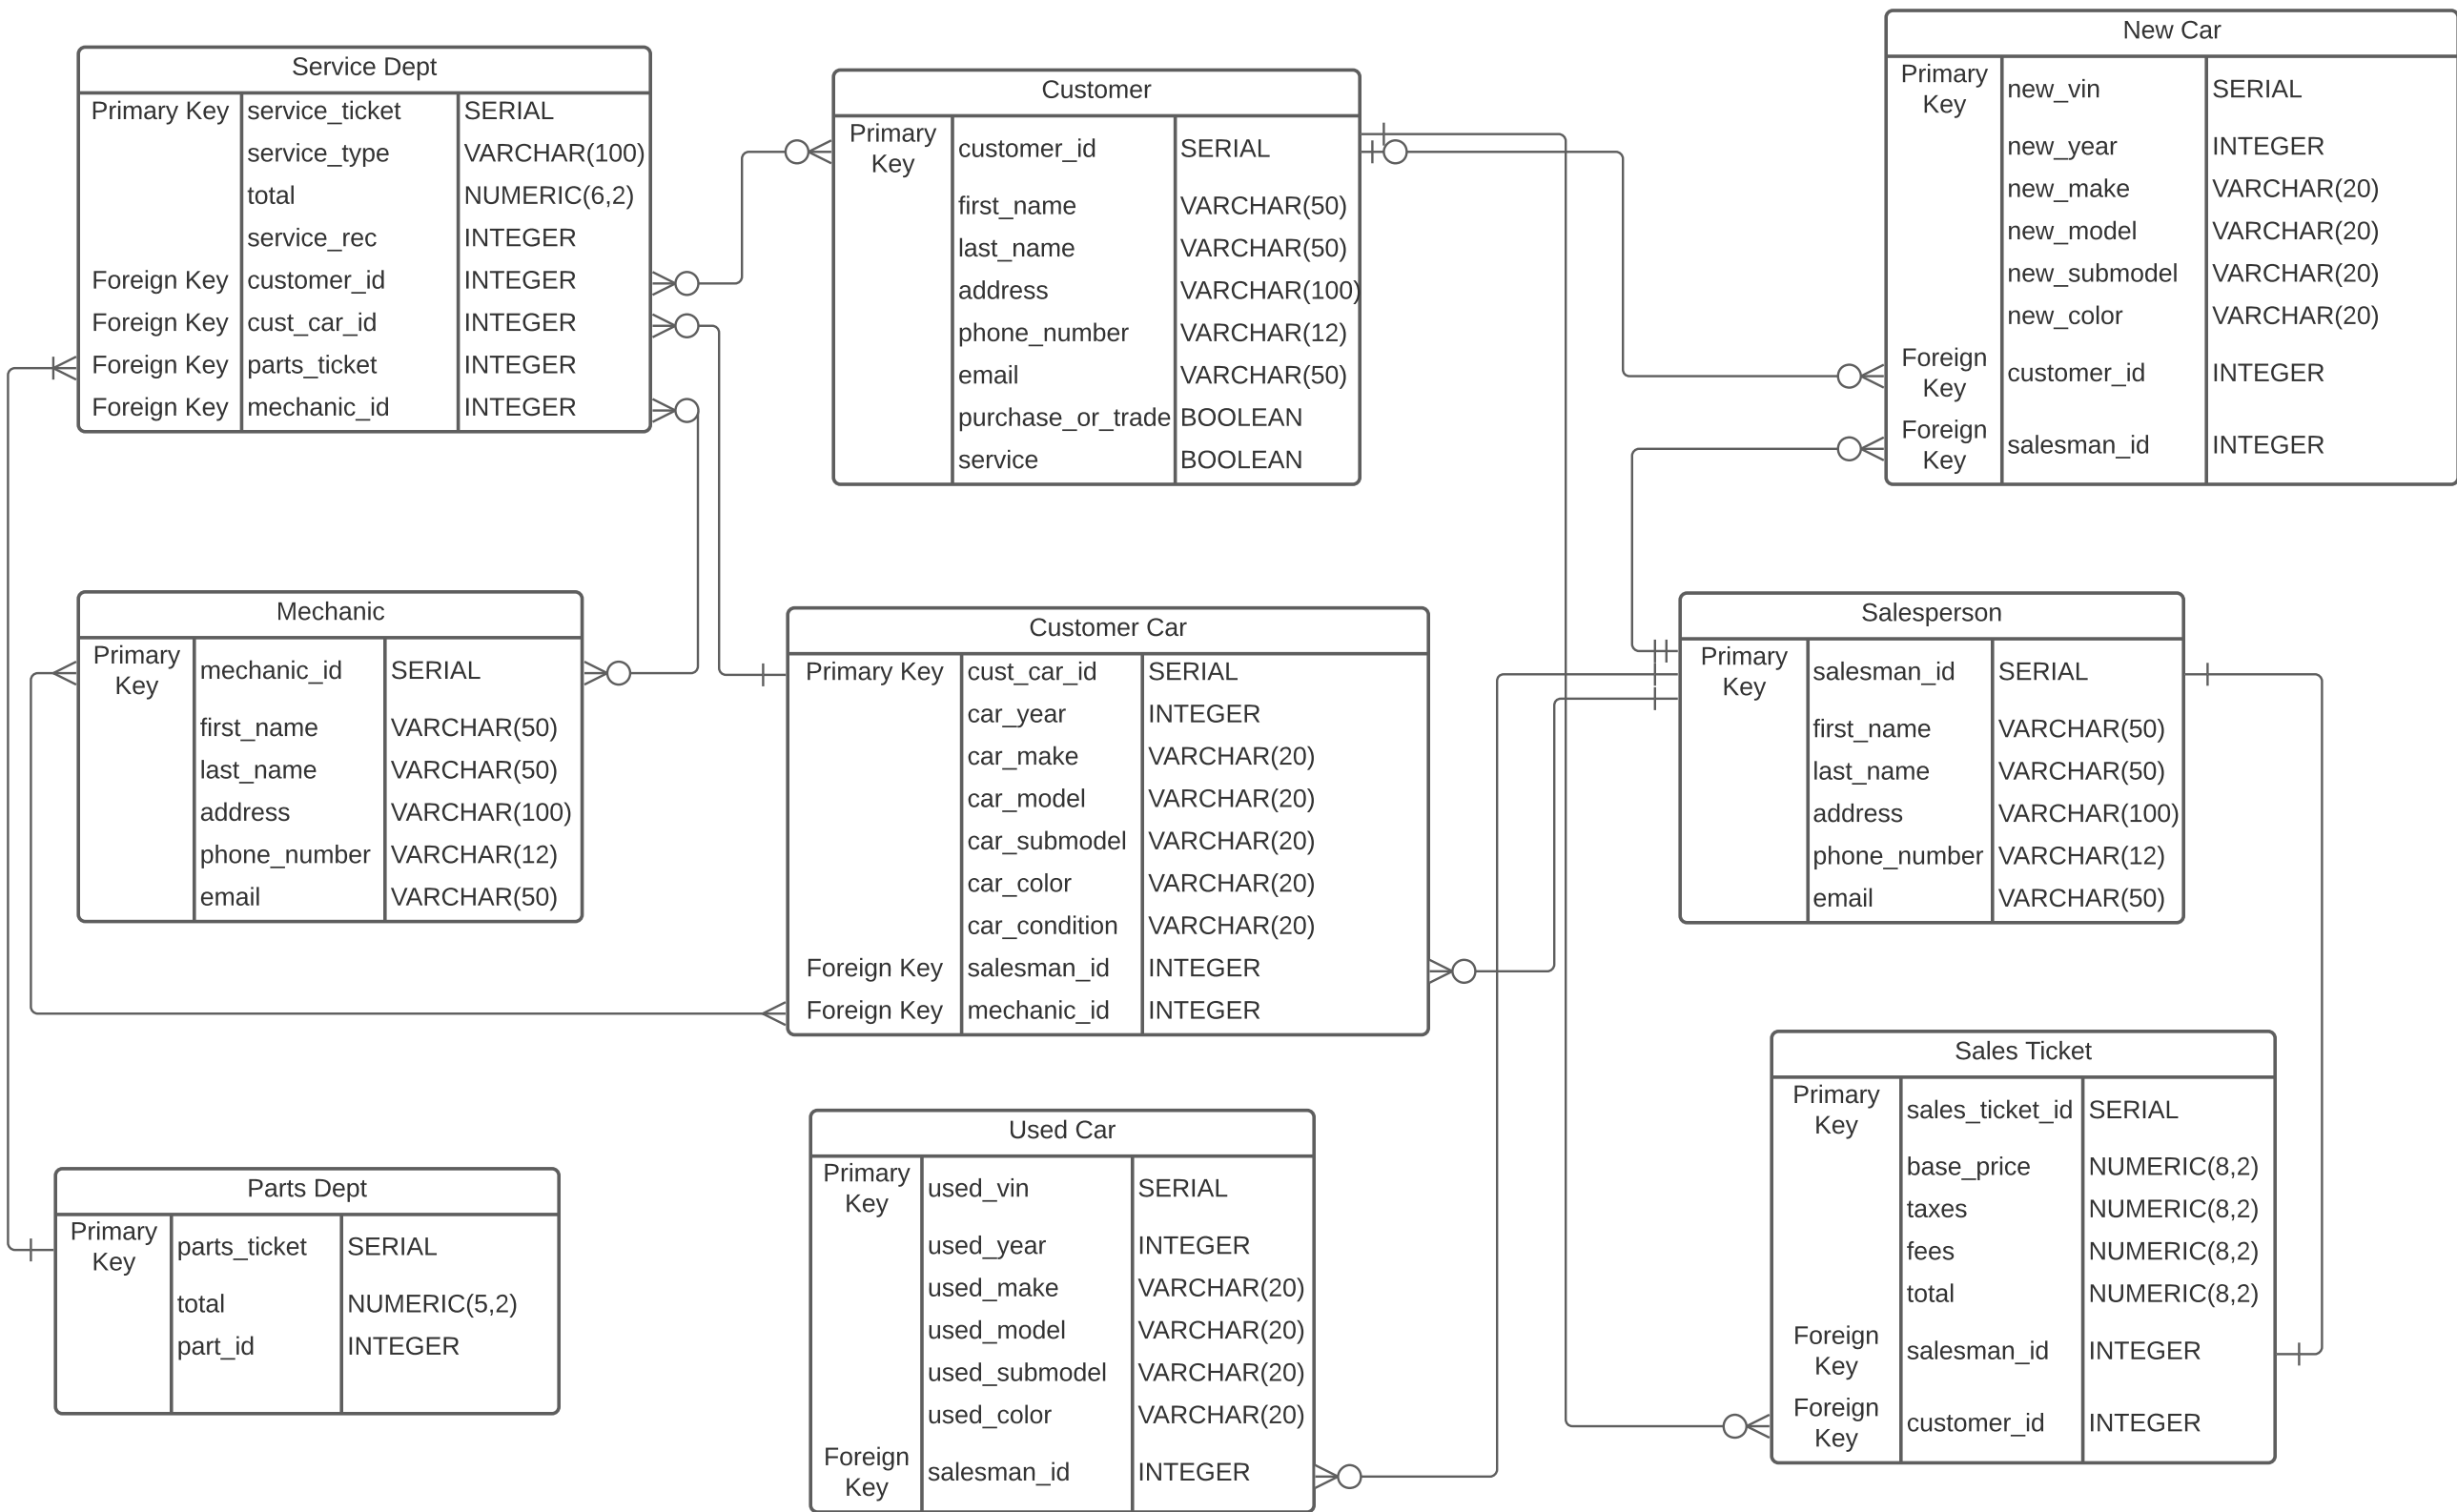 Service Dept
Primary Key service_ticket SERIAL
service_type VARCHAR(100)
total NUMERIC(6,2)
service_rec INTEGER
Foreign Key customer_id INTEGER
Foreign Key cust_car_id INTEGER
Foreign Key parts_ticket INTEGER
Foreign Key mechanic_id INTEGER
Customer
Primary
Key
customer_id SERIAL
first_name VARCHAR(50)
last_name VARCHAR(50)
address VARCHAR(100)
phone_number VARCHAR(12)
email VARCHAR(50)
purchase_or_trade BOOLEAN
service BOOLEAN
New Car
Primary
Key
new_vin SERIAL
new_year INTEGER
new_make VARCHAR(20)
new_model VARCHAR(20)
new_submodel VARCHAR(20)
new_color VARCHAR(20)
Foreign
Key
customer_id INTEGER
Foreign
Key
salesman_id INTEGER
Mechanic
Primary
Key
mechanic_id SERIAL
first_name VARCHAR(50)
last_name VARCHAR(50)
address VARCHAR(100)
phone_number VARCHAR(12)
email VARCHAR(50)
Customer Car
Primary Key cust_car_id SERIAL
car_year INTEGER
car_make VARCHAR(20)
car_model VARCHAR(20)
car_submodel VARCHAR(20)
car_color VARCHAR(20)
car_condition VARCHAR(20)
Foreign Key salesman_id INTEGER
Foreign Key mechanic_id INTEGER
Salesperson
Primary
Key
salesman_id SERIAL
first_name VARCHAR(50)
last_name VARCHAR(50)
address VARCHAR(100)
phone_number VARCHAR(12)
email VARCHAR(50)
Parts Dept
Primary
Key
parts_ticket SERIAL
total NUMERIC(5,2)
part_id INTEGER
Used Car
Primary
Key
used_vin SERIAL
used_year INTEGER
used_make VARCHAR(20)
used_model VARCHAR(20)
used_submodel VARCHAR(20)
used_color VARCHAR(20)
Foreign
Key
salesman_id INTEGER
Sales Ticket
Primary
Key
sales_ticket_id SERIAL
base_price NUMERIC(8,2)
taxes NUMERIC(8,2)
fees NUMERIC(8,2)
total NUMERIC(8,2)
Foreign
Key
salesman_id INTEGER
Foreign
Key
customer_id INTEGER